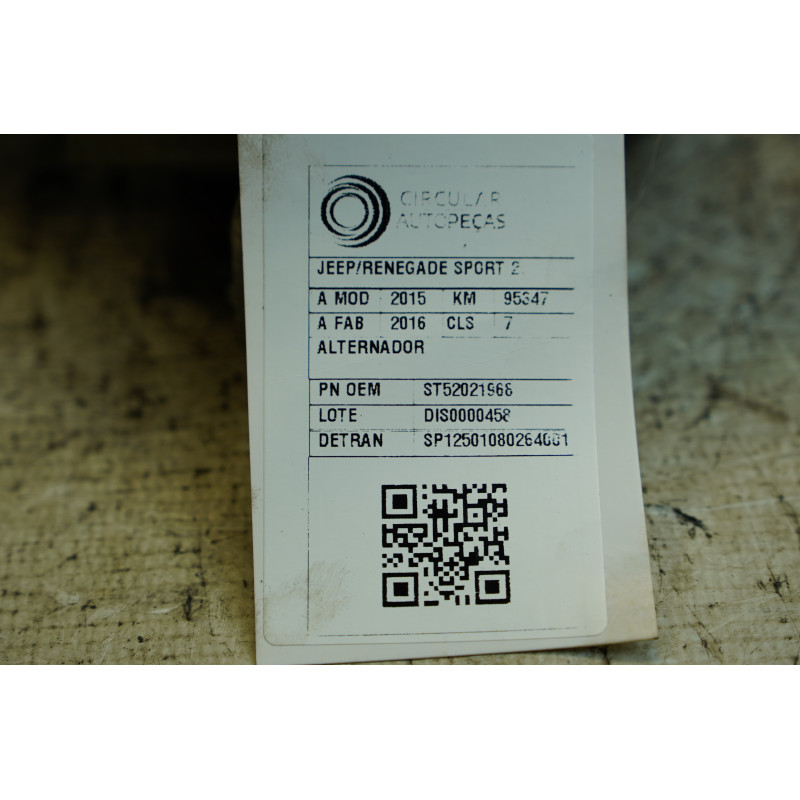 CIRCULAR
AUTOPEÇAS
JEEP/RENEGADE SPORT 2.
A MOD 2015 KM 95347
A FAB 2016 CLS 7
ALTERNADOR
PN OEM ST52021968
LOTE DIS0000458
DETRAN SP12501080264001